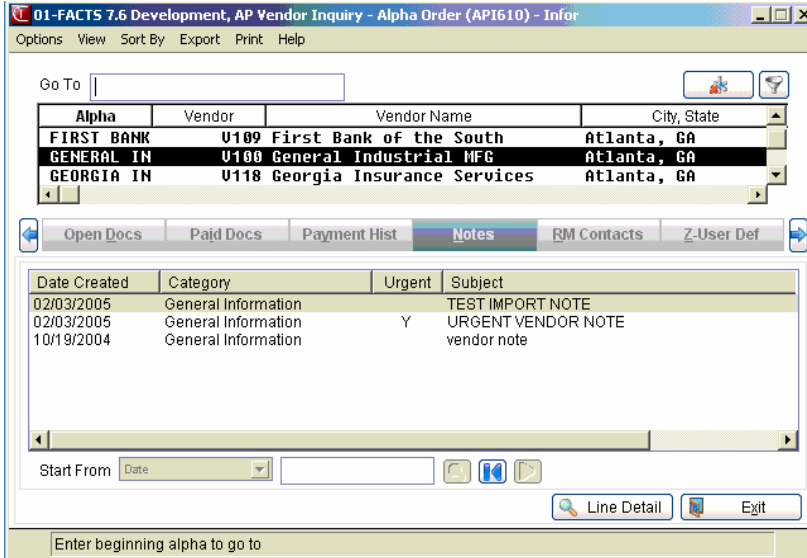 01-FACTS 7.6 Development, AP Vendor Inquiry - Alpha Order (API610) - Infor
Options View Sort By Export Print Help
Go To
Alpha Vendor Vendor Name City, State
FIRST BANK V109 First Bank of the South Atlanta, GA
GENERAL IN V100 General Industrial MFG Atlanta, GA
GEORGIA IN V118 Georgia Insurance Services Atlanta, GA
Open Docs Paid Docs Payment Hist Notes RM Contacts Z-User Def
Date Created Category Urgent Subject
02/03/2005 General Information TEST IMPORT NOTE
02/03/2005 General Information Y URGENT VENDOR NOTE
10/19/2004 General Information vendor note
Start From Date
Line Detail Exit
Enter beginning alpha to go to